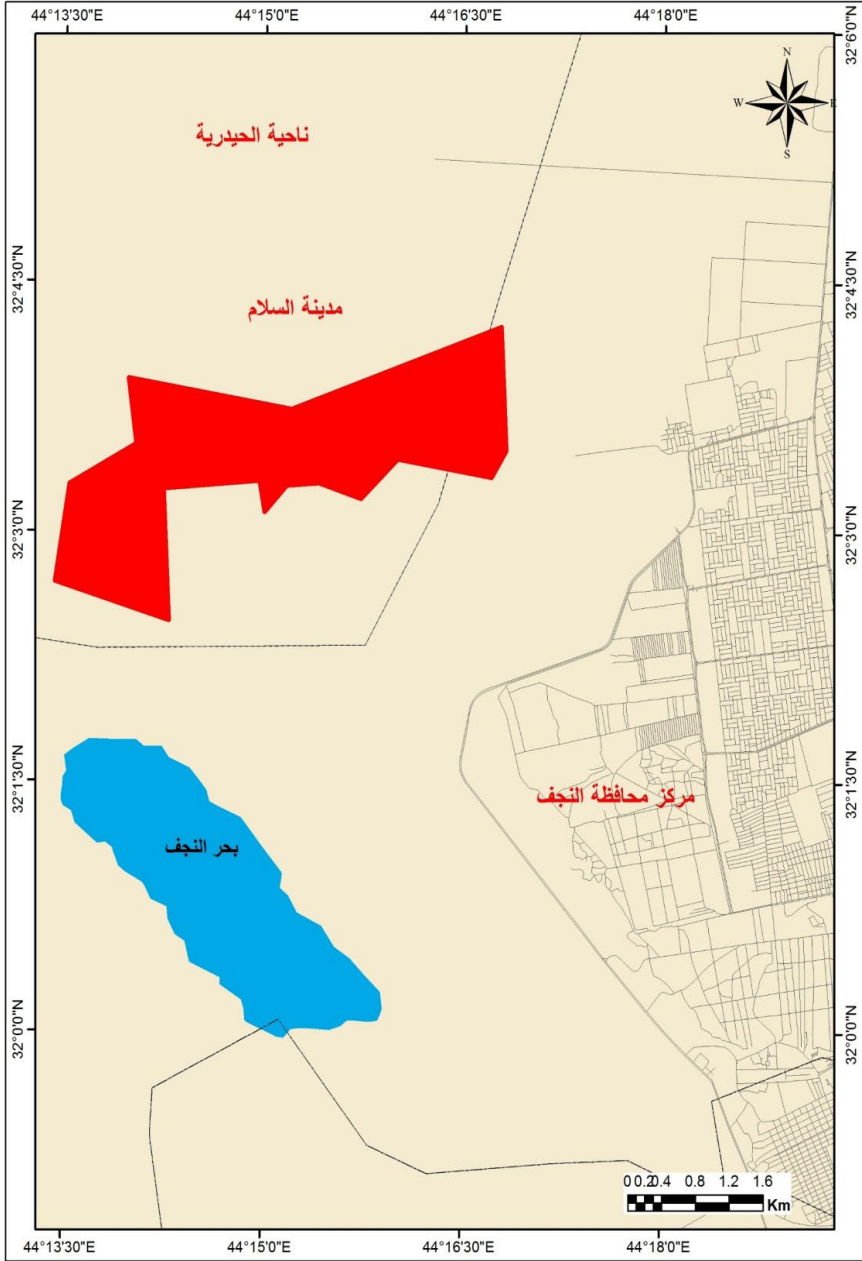 44°13'30"E 44°15'0"E 44°16'30"E 44°18'0"E
32°6'0"N
N
W E
S
ناحية الحيدرية
32°4'30"N 32°4'30"N
مدينة السلام
32°3'0"N 32°3'0"N
32°1'30"N 32°1'30"N
مركز محافظة النجف
بحر النجف
32°0'0"N 32°0'0"N
0 0.2 0.4 0.8 1.2 1.6
Km
44°13'30"E 44°15'0"E 44°16'30"E 44°18'0"E